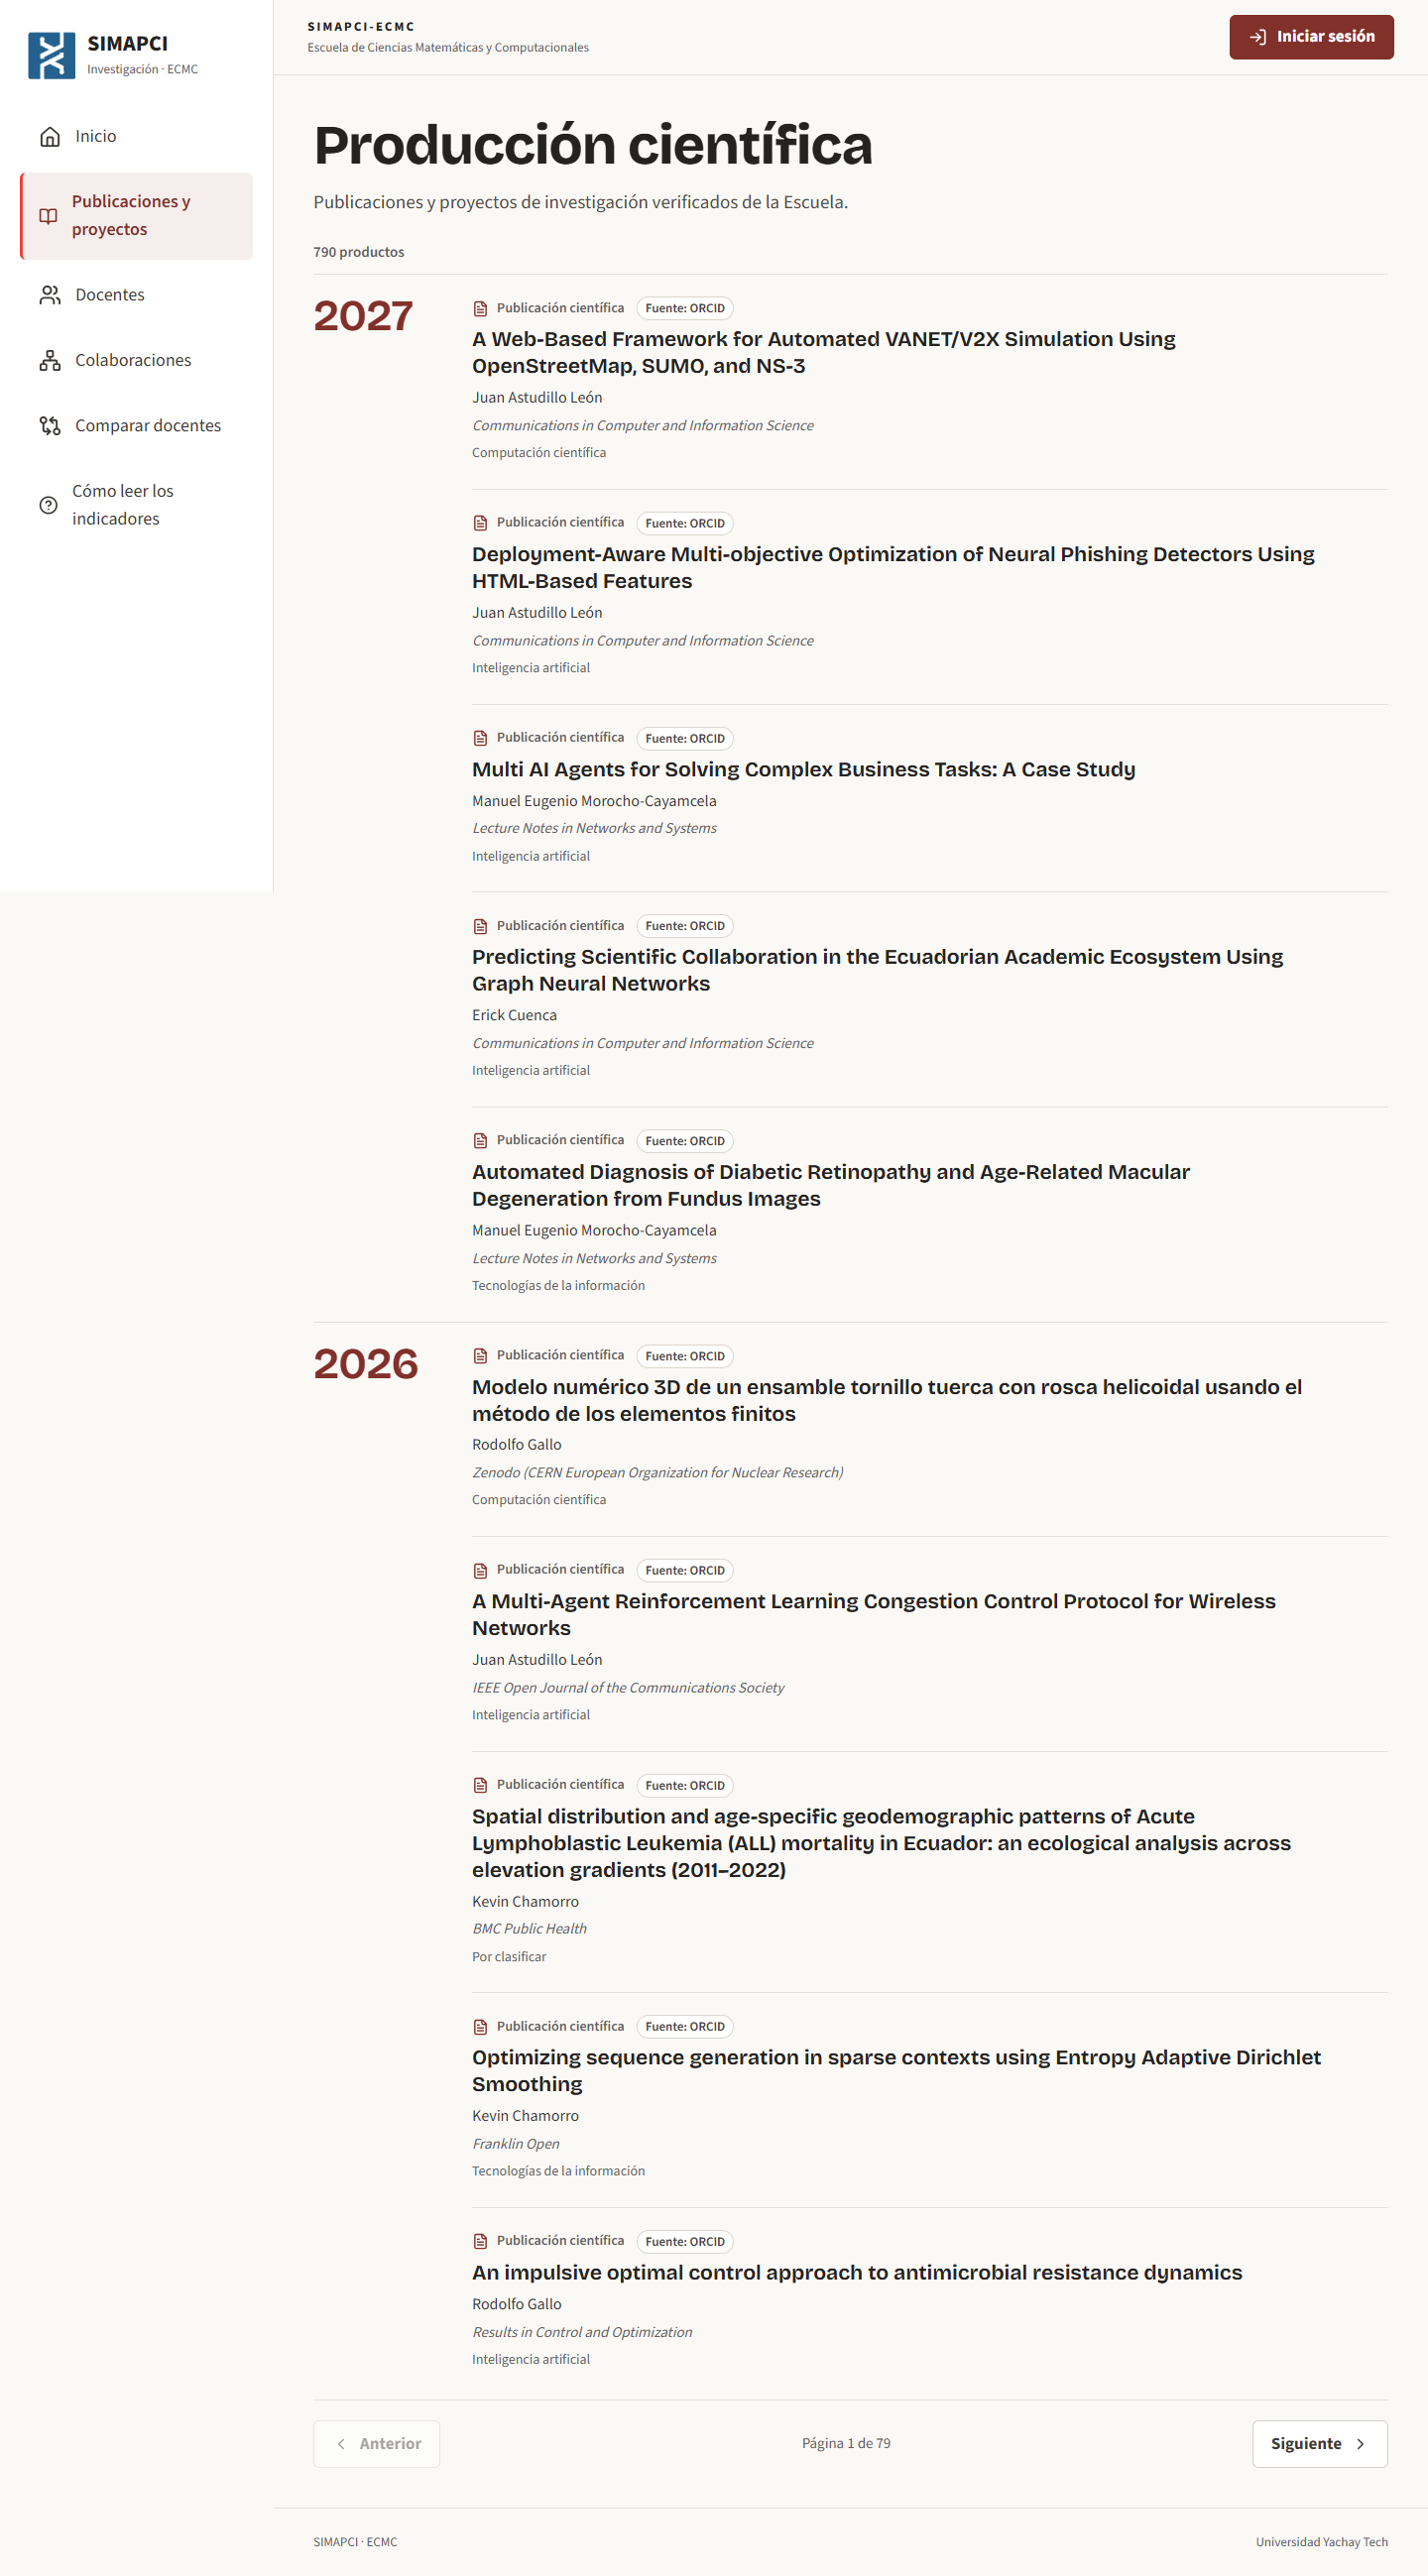 SIMAPCI
Investigación · ECMC
Inicio
Publicaciones y
proyectos
Docentes
Colaboraciones
Comparar docentes
Cómo leer los
indicadores
SIMAPCI-ECMC
Escuela de Ciencias Matemáticas y Computacionales
Iniciar sesión
Producción científica
Publicaciones y proyectos de investigación verificados de la Escuela.
790 productos
2027
Publicación científica Fuente: ORCID
A Web-Based Framework for Automated VANET/V2X Simulation Using
OpenStreetMap, SUMO, and NS-3
Juan Astudillo León
Communications in Computer and Information Science
Computación científica
Publicación científica Fuente: ORCID
Deployment-Aware Multi-objective Optimization of Neural Phishing Detectors Using
HTML-Based Features
Juan Astudillo León
Communications in Computer and Information Science
Inteligencia artificial
Publicación científica Fuente: ORCID
Multi AI Agents for Solving Complex Business Tasks: A Case Study
Manuel Eugenio Morocho-Cayamcela
Lecture Notes in Networks and Systems
Inteligencia artificial
Publicación científica Fuente: ORCID
Predicting Scientific Collaboration in the Ecuadorian Academic Ecosystem Using
Graph Neural Networks
Erick Cuenca
Communications in Computer and Information Science
Inteligencia artificial
Publicación científica Fuente: ORCID
Automated Diagnosis of Diabetic Retinopathy and Age-Related Macular
Degeneration from Fundus Images
Manuel Eugenio Morocho-Cayamcela
Lecture Notes in Networks and Systems
Tecnologías de la información
2026
Publicación científica Fuente: ORCID
Modelo numérico 3D de un ensamble tornillo tuerca con rosca helicoidal usando el
método de los elementos finitos
Rodolfo Gallo
Zenodo (CERN European Organization for Nuclear Research)
Computación científica
Publicación científica Fuente: ORCID
A Multi-Agent Reinforcement Learning Congestion Control Protocol for Wireless
Networks
Juan Astudillo León
IEEE Open Journal of the Communications Society
Inteligencia artificial
Publicación científica Fuente: ORCID
Spatial distribution and age-specific geodemographic patterns of Acute
Lymphoblastic Leukemia (ALL) mortality in Ecuador: an ecological analysis across
elevation gradients (2011–2022)
Kevin Chamorro
BMC Public Health
Por clasificar
Publicación científica Fuente: ORCID
Optimizing sequence generation in sparse contexts using Entropy Adaptive Dirichlet
Smoothing
Kevin Chamorro
Franklin Open
Tecnologías de la información
Publicación científica Fuente: ORCID
An impulsive optimal control approach to antimicrobial resistance dynamics
Rodolfo Gallo
Results in Control and Optimization
Inteligencia artificial
Anterior
Página 1 de 79
Siguiente
SIMAPCI · ECMC
Universidad Yachay Tech